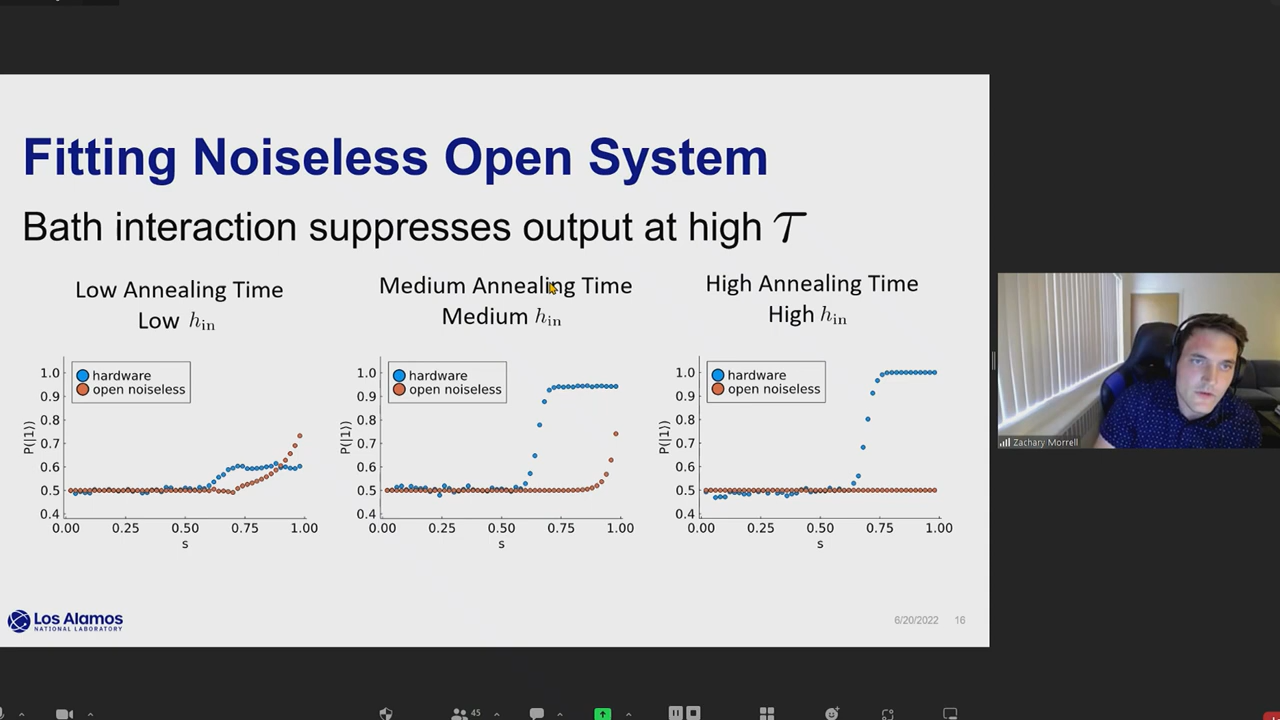 Fitting Noiseless Open System
Bath interaction suppresses output at high τ
Low Annealing Time
Low h_in
Medium Annealing Time
Medium h_in
High Annealing Time
High h_in
hardware
open noiseless
1.0
0.9
0.8
0.7
0.6
0.5
0.4
P(|1⟩)
0.00 0.25 0.50 0.75 1.00
s
hardware
open noiseless
1.0
0.9
0.8
0.7
0.6
0.5
0.4
P(|1⟩)
0.00 0.25 0.50 0.75 1.00
s
hardware
open noiseless
1.0
0.9
0.8
0.7
0.6
0.5
0.4
P(|1⟩)
0.00 0.25 0.50 0.75 1.00
s
Zachary Morrell
Los Alamos
NATIONAL LABORATORY
6/20/2022 16
45